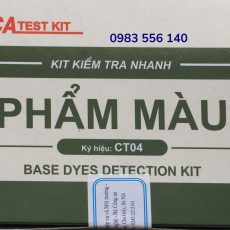 CA TEST KIT
0983 556 140
KIT KIỂM TRA NHANH
PHẨM MÀU
Ký hiệu: CT04
BASE DYES DETECTION KIT